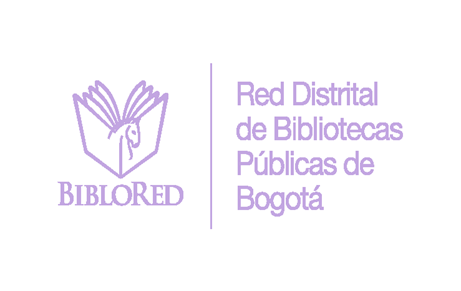 BIBLORED
Red Distrital
de Bibliotecas
Públicas de
Bogotá